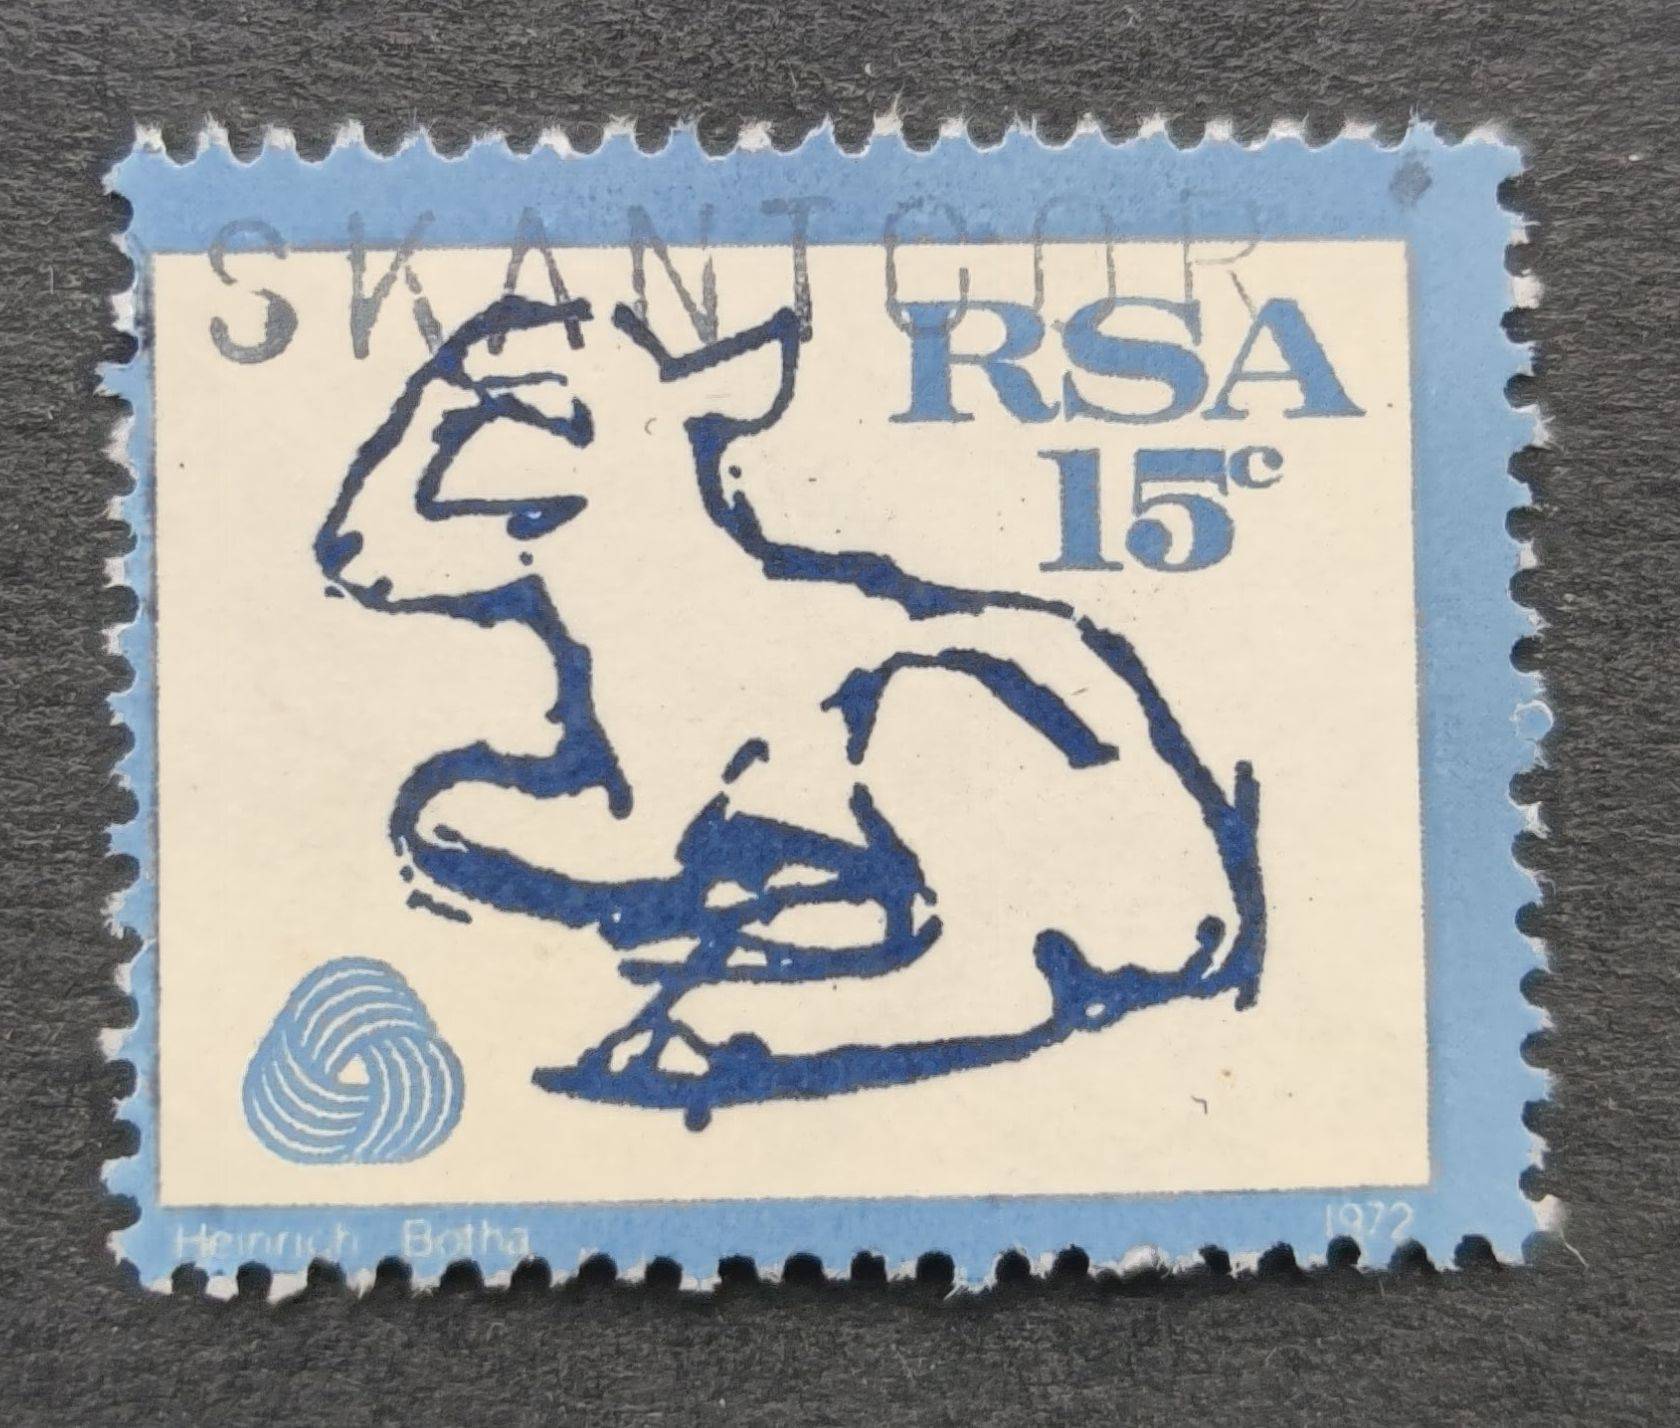 SKANTOOR
RSA
15c
Heinrich Botha
1972